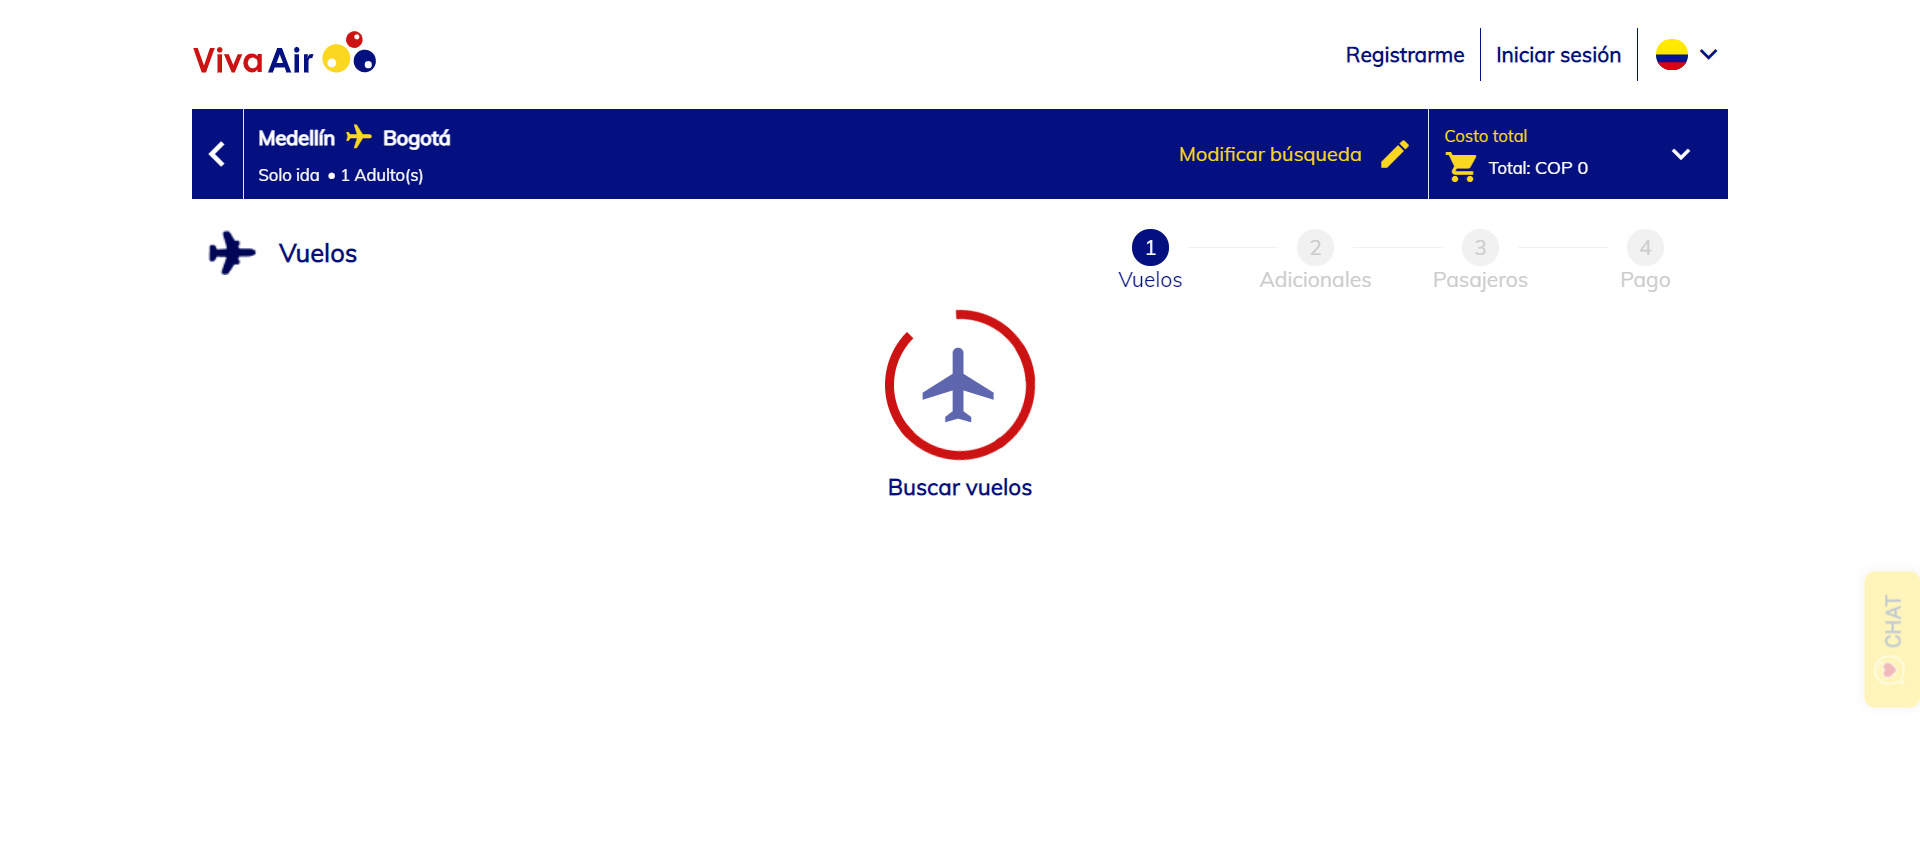 Viva Air
Registrarme
Iniciar sesión
Medellín Bogotá
Solo ida • 1 Adulto(s)
Modificar búsqueda
Costo total
Total: COP 0
Vuelos
1
2
3
4
Vuelos
Adicionales
Pasajeros
Pago
Buscar vuelos
CHAT